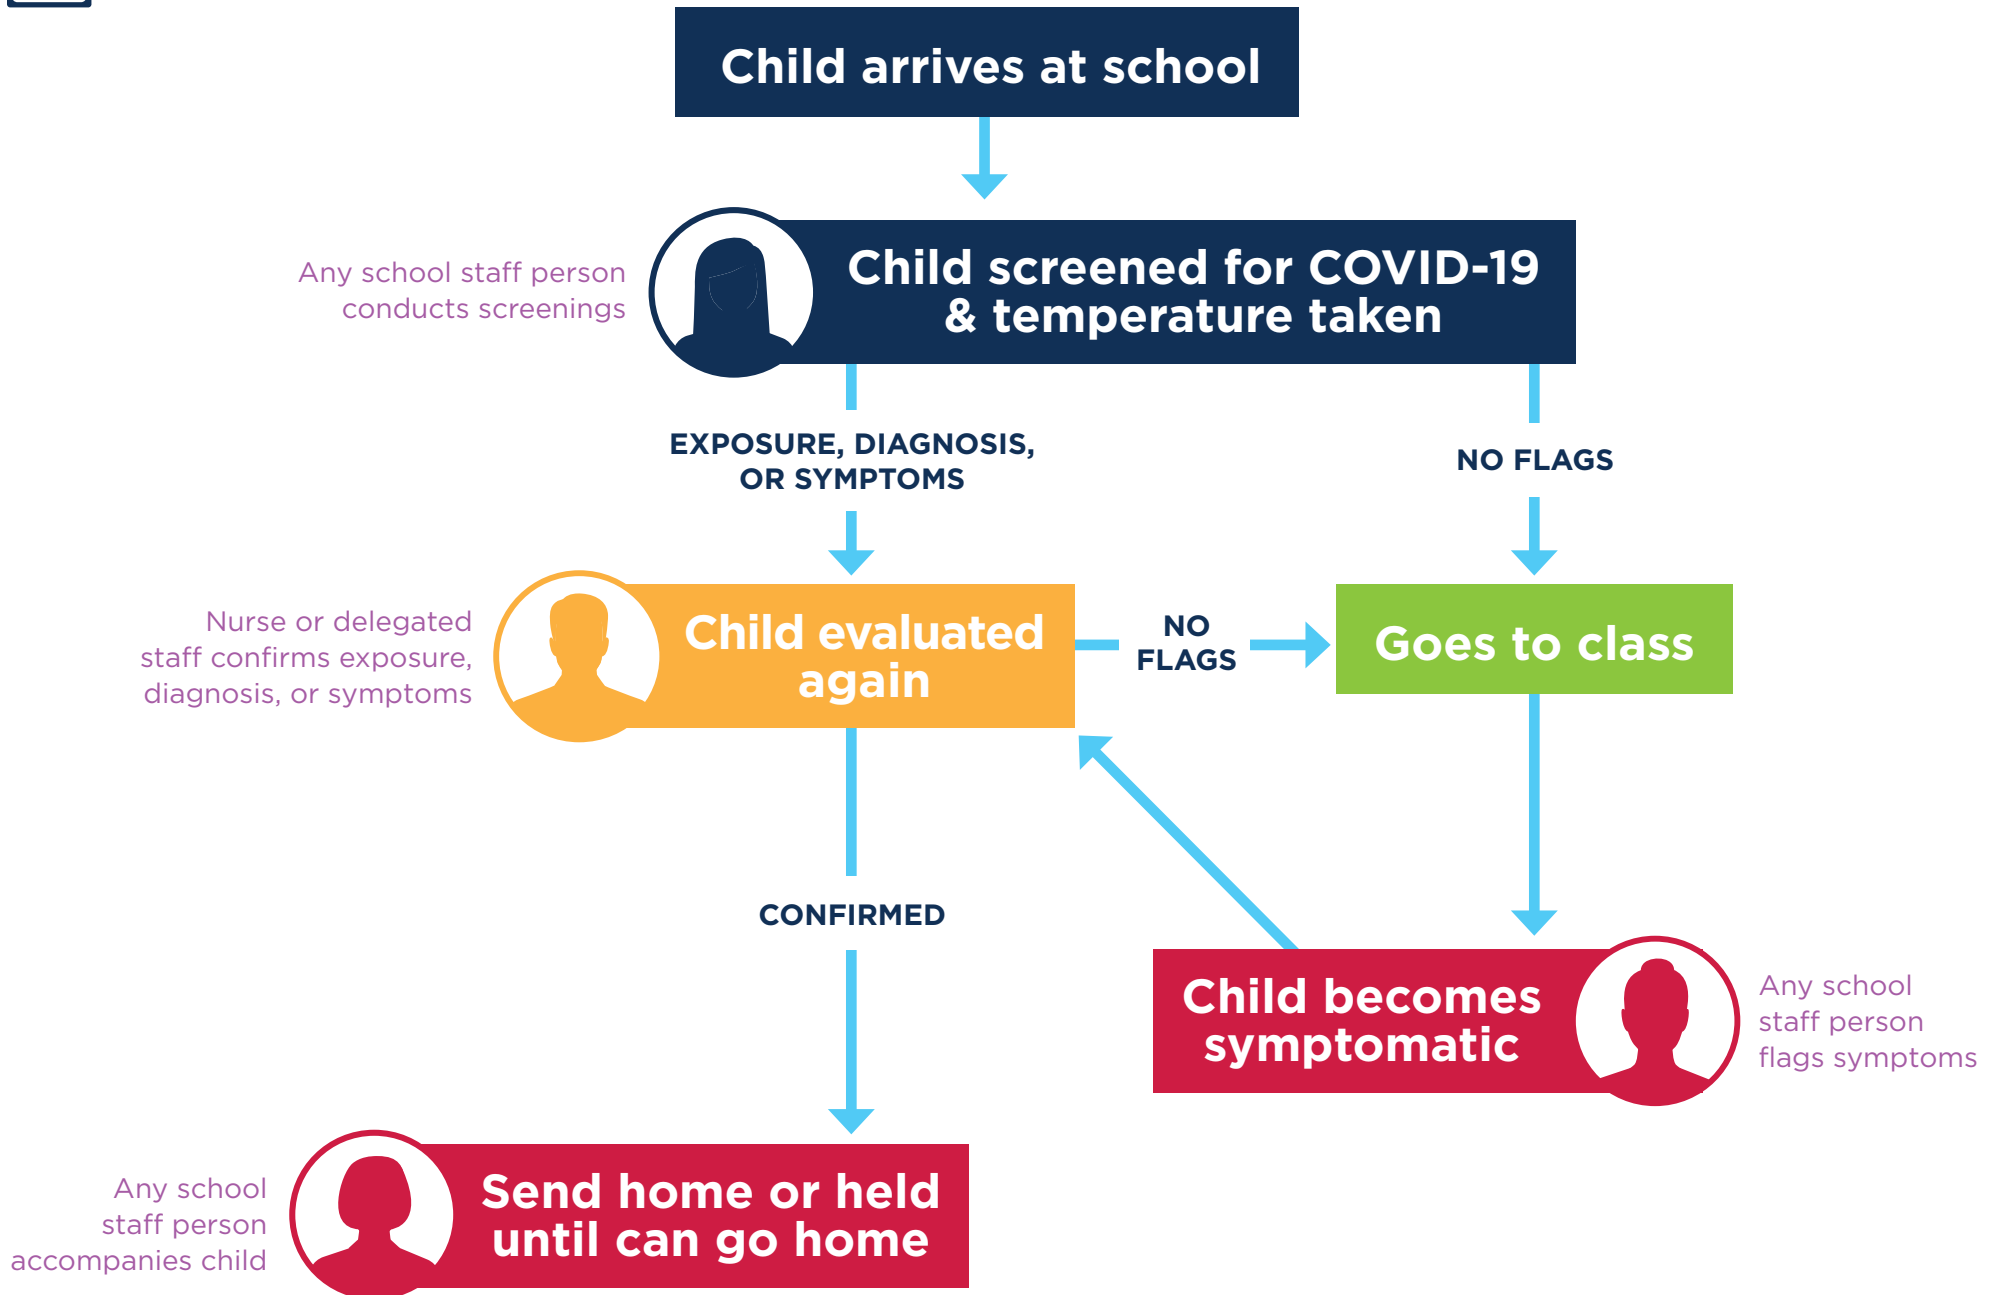 Child arrives at school
Any school staff person
conducts screenings
Child screened for COVID-19
& temperature taken
EXPOSURE, DIAGNOSIS,
OR SYMPTOMS
NO FLAGS
Nurse or delegated
staff confirms exposure,
diagnosis, or symptoms
Child evaluated
again
NO
FLAGS
Goes to class
CONFIRMED
Child becomes
symptomatic
Any school
staff person
flags symptoms
Any school
staff person
accompanies child
Send home or held
until can go home